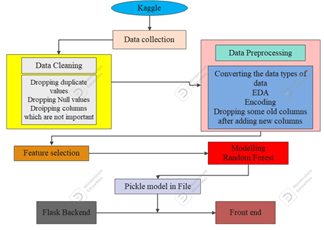 Kaggle
Data collection
Data Cleaning
Dropping duplicate
values
Dropping Null values
Droipping columns
which are not important
Data Preprocessing
Converting the data types of
data
EDA
Encoding
Dropping some old columns
after adding new columns
Feature selection
Modelling
Random Forest
Pickle model in File
Flask Backend
Front end